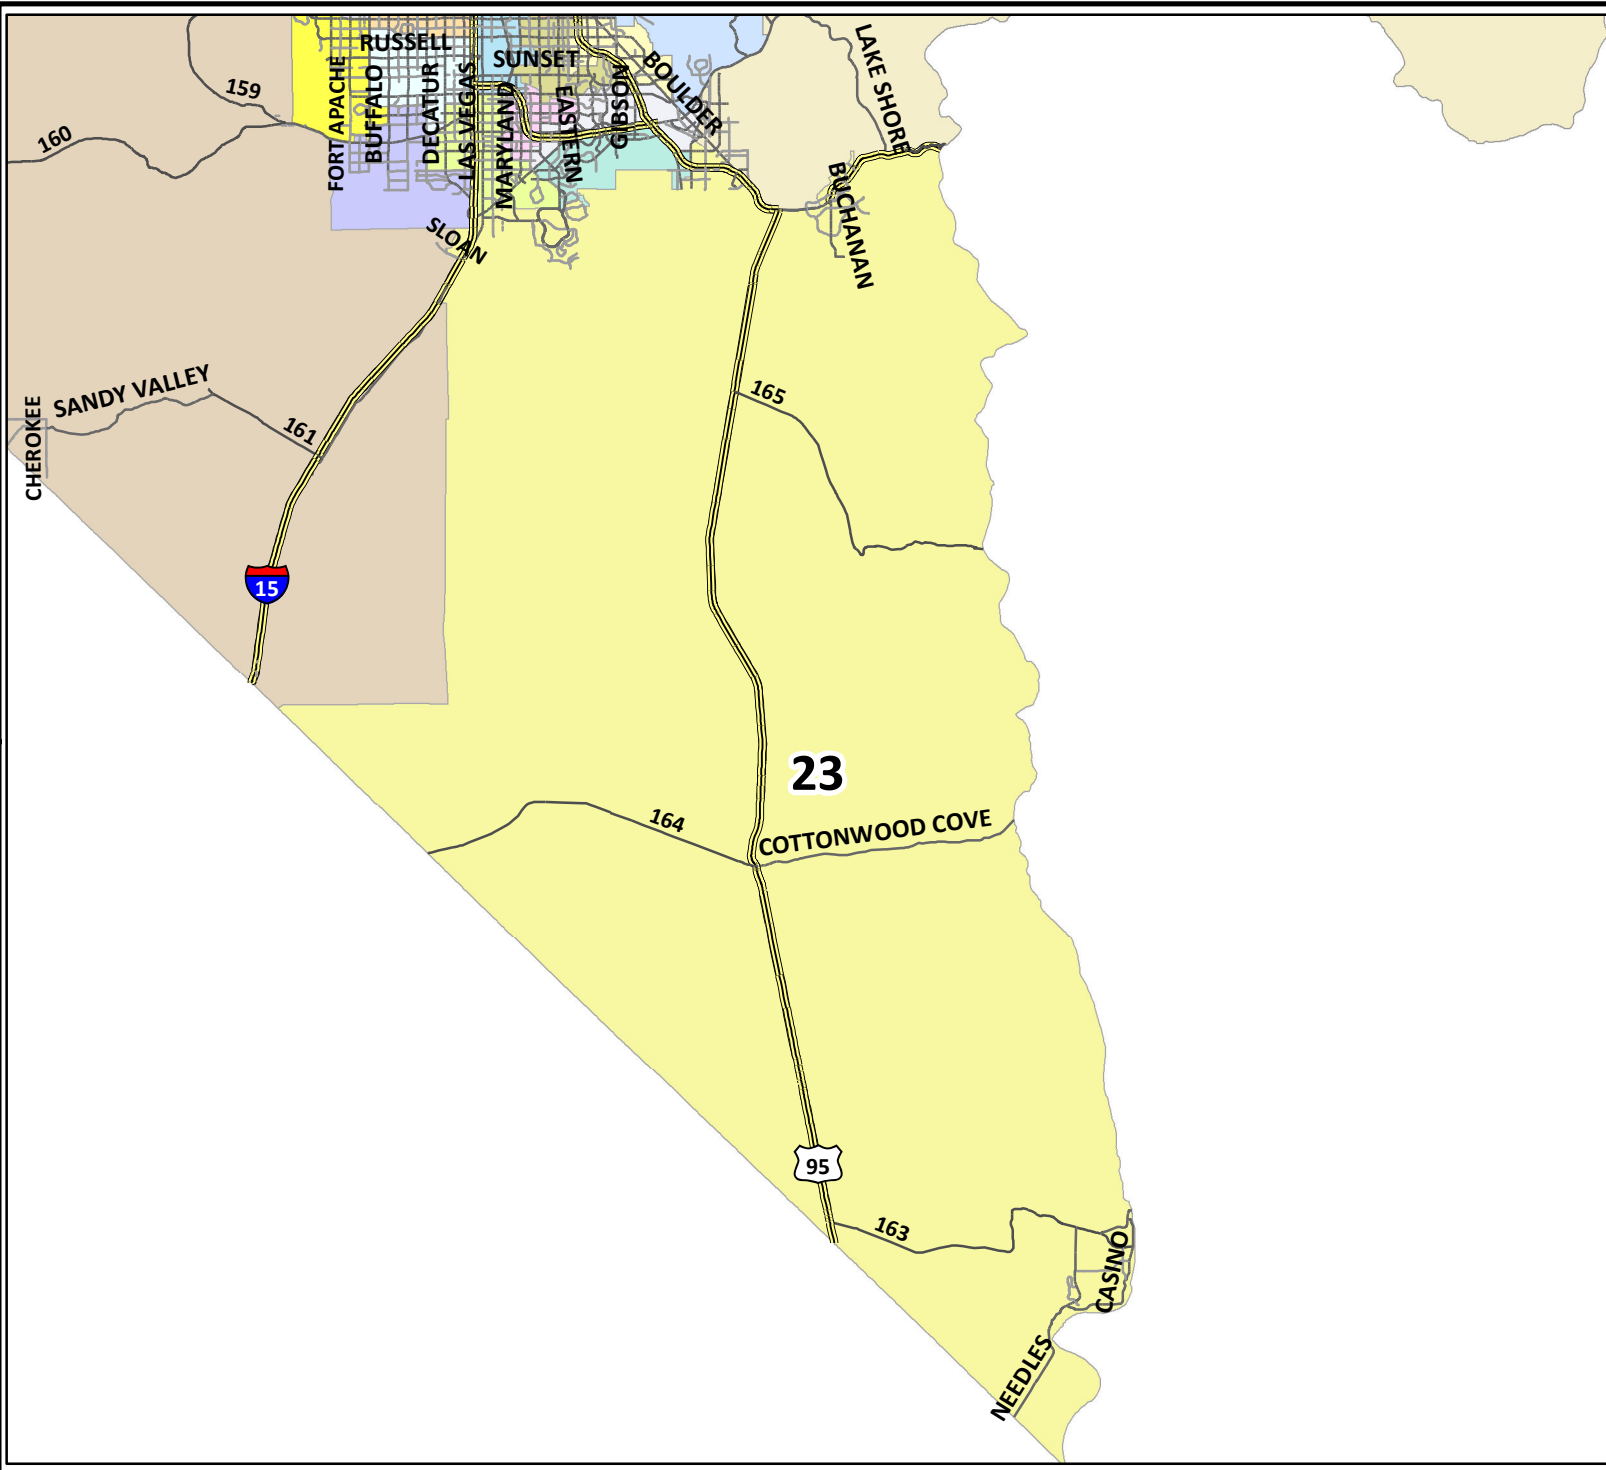 RUSSELL
SUNSET
BOULDER
LAKE SHORE
159
160
FORT APACHE
BUFFALO
DECATUR
LAS VEGAS
MARYLAND
EASTERN
GIBSON
BUCHANAN
SLOAN
SANDY VALLEY
165
CHEROKEE
161
15
23
164
COTTONWOOD COVE
95
163
CASINO
NEEDLES